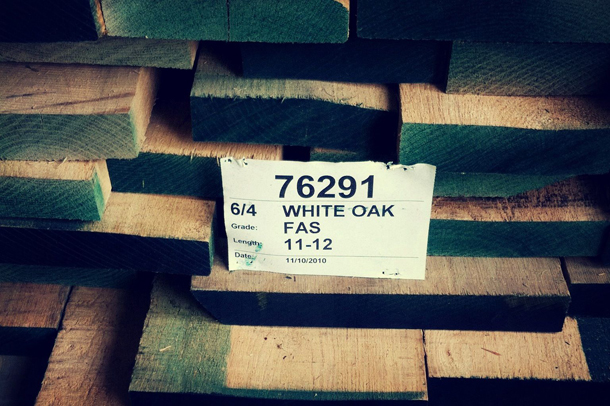 76291
6/4 WHITE OAK
Grade: FAS
Length: 11-12
Date: 11/10/2010